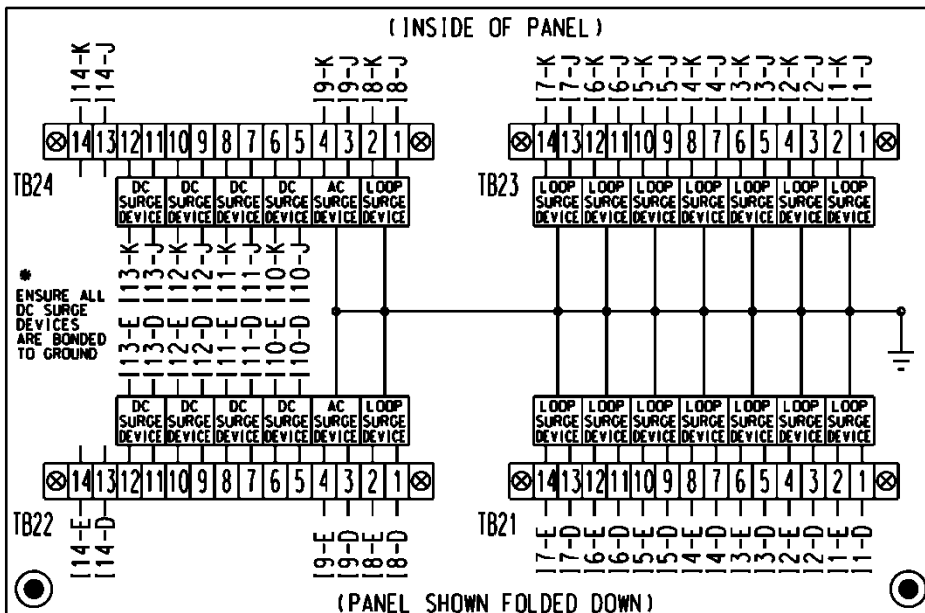 (INSIDE OF PANEL)
I14-K I14-J I9-K I9-J I8-K I8-J I7-K I7-J I6-K I6-J I5-K I5-J I4-K I4-J I3-K I3-J I2-K I2-J I1-K I1-J
14 13 12 11 10 9 8 7 6 5 4 3 2 1 14 13 12 11 10 9 8 7 6 5 4 3 2 1
TB24 TB23
DC DC DC DC AC LOOP LOOP LOOP LOOP LOOP LOOP LOOP LOOP
SURGE SURGE SURGE SURGE SURGE SURGE SURGE SURGE SURGE SURGE SURGE SURGE SURGE
DEVICE DEVICE DEVICE DEVICE DEVICE DEVICE DEVICE DEVICE DEVICE DEVICE DEVICE DEVICE DEVICE
I13-K I13-J I12-K I12-J I11-K I11-J I10-K I10-J
*
ENSURE ALL
DC SURGE
DEVICES
ARE BONDED
TO GROUND
I13-E I13-D I12-E I12-D I11-E I11-D I10-E I10-D
DC DC DC DC AC LOOP LOOP LOOP LOOP LOOP LOOP LOOP LOOP
SURGE SURGE SURGE SURGE SURGE SURGE SURGE SURGE SURGE SURGE SURGE SURGE SURGE
DEVICE DEVICE DEVICE DEVICE DEVICE DEVICE DEVICE DEVICE DEVICE DEVICE DEVICE DEVICE DEVICE
14 13 12 11 10 9 8 7 6 5 4 3 2 1 14 13 12 11 10 9 8 7 6 5 4 3 2 1
TB22 TB21
I14-E I14-D I9-E I9-D I8-E I8-D I7-E I7-D I6-E I6-D I5-E I5-D I4-E I4-D I3-E I3-D I2-E I2-D I1-E I1-D
(PANEL SHOWN FOLDED DOWN)